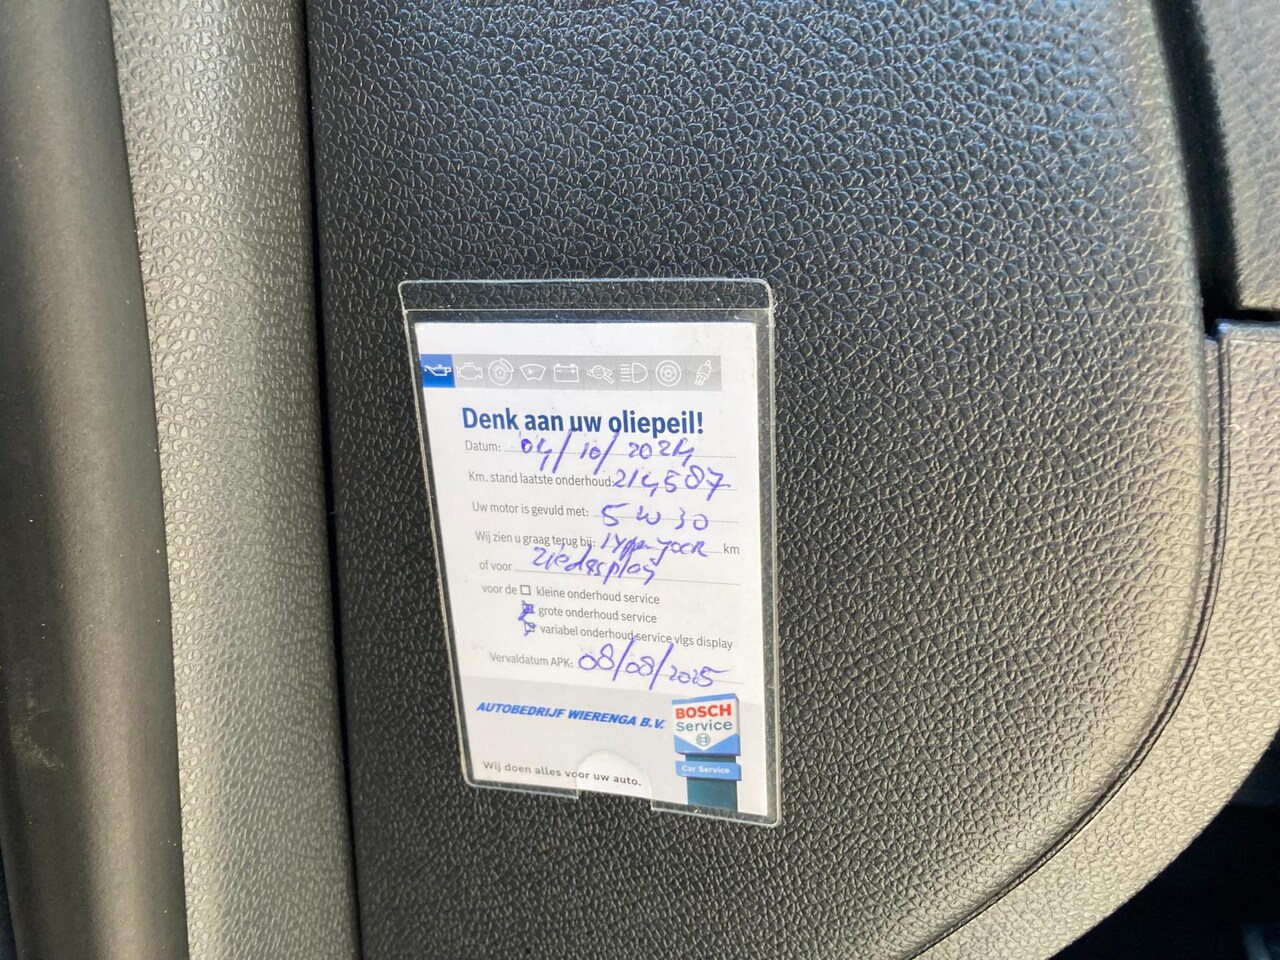 Denk aan uw oliepeil!
Datum: 04/10/2024
Km. stand laatste onderhoud: 214587
Uw motor is gevuld met: 5W30
Wij zien u graag terug bij: km
of voor Ziedisplay
voor de kleine onderhoud service
grote onderhoud service
variabel onderhoud service vlgs display
Vervaldatum APK: 08/08/2025
AUTOBEDRIJF WIERENGA B.V.
BOSCH
Service
Car Service
Wij doen alles voor uw auto.